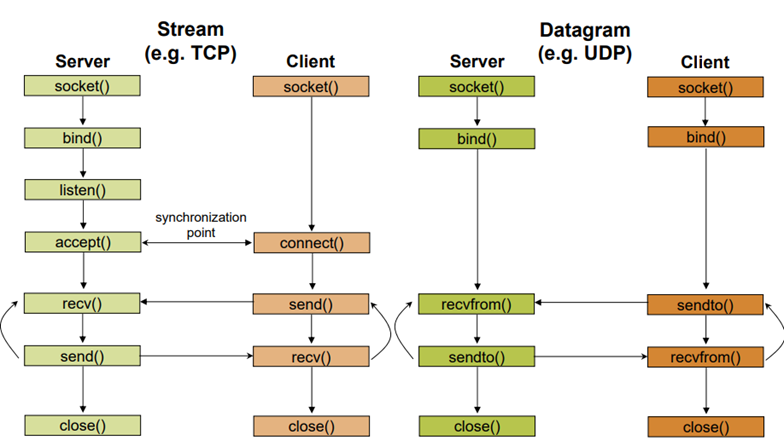 Stream
(e.g. TCP)
Server
Client
socket()
socket()
bind()
listen()
synchronization
point
accept()
connect()
recv()
send()
send()
recv()
close()
close()
Datagram
(e.g. UDP)
Server
Client
socket()
socket()
bind()
bind()
recvfrom()
sendto()
sendto()
recvfrom()
close()
close()